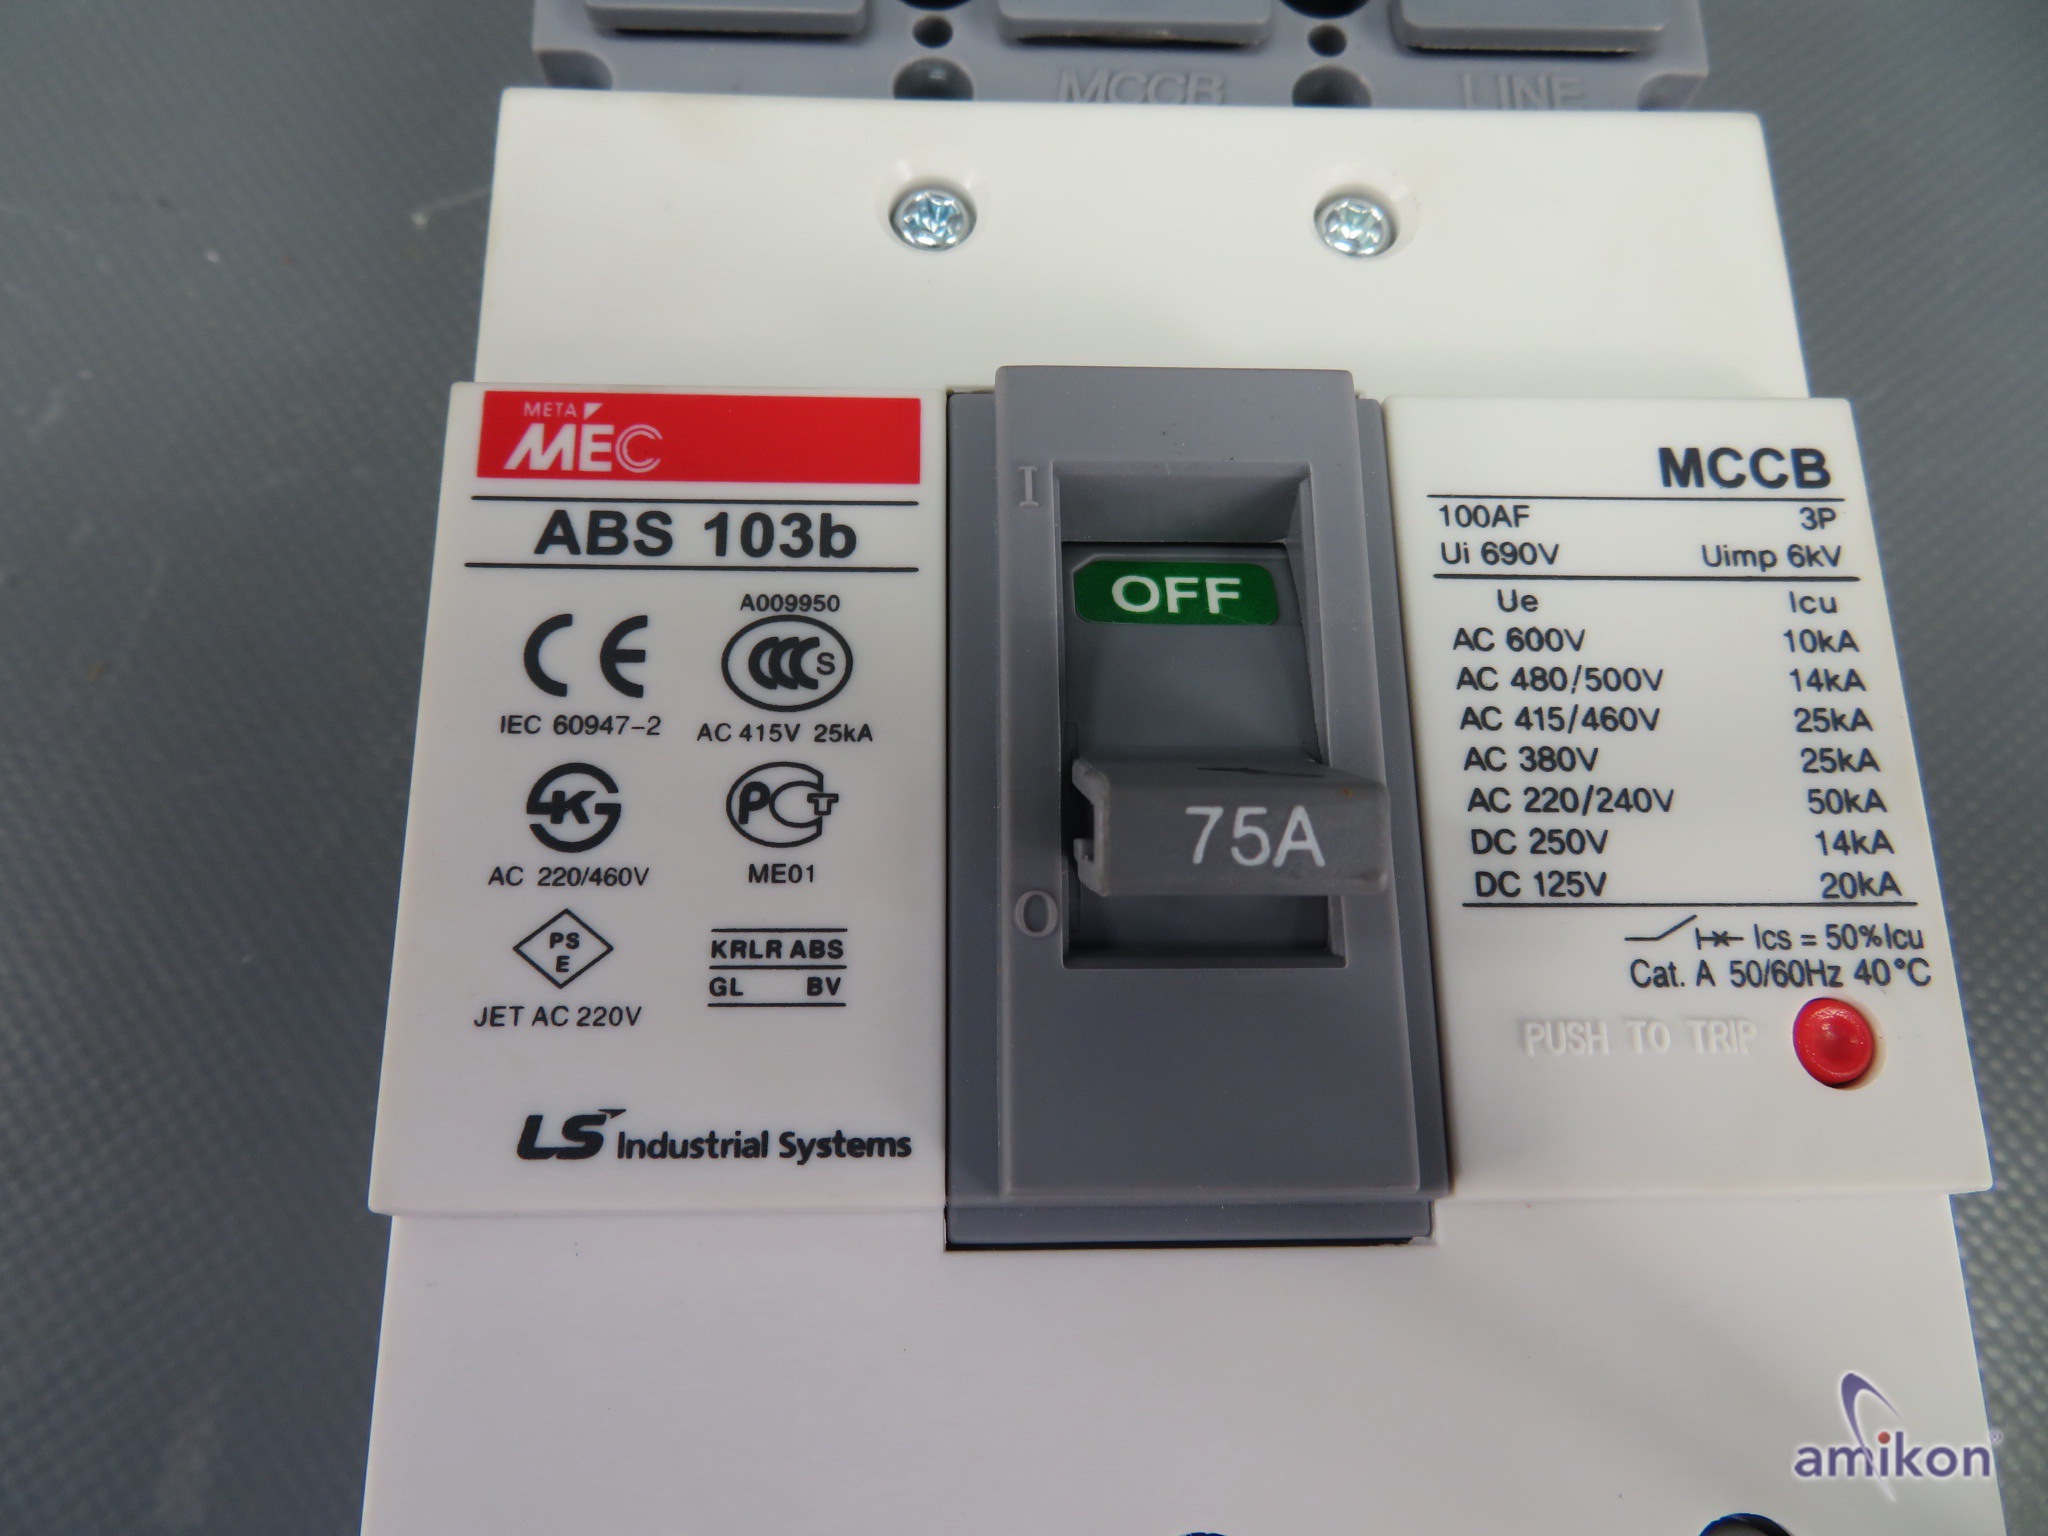 MCCB
LINE
META
MEC
ABS 103b
CE
IEC 60947-2
A009950
CCC S
AC 415V 25kA
K
AC 220/460V
PCT
ME01
PS
E
JET AC 220V
KRLR ABS
GL BV
LS Industrial Systems
I
OFF
75A
O
MCCB
100AF 3P
Ui 690V Uimp 6kV
Ue Icu
AC 600V 10kA
AC 480/500V 14kA
AC 415/460V 25kA
AC 380V 25kA
AC 220/240V 50kA
DC 250V 14kA
DC 125V 20kA
Ics = 50%Icu
Cat. A 50/60Hz 40°C
PUSH TO TRIP
amikon